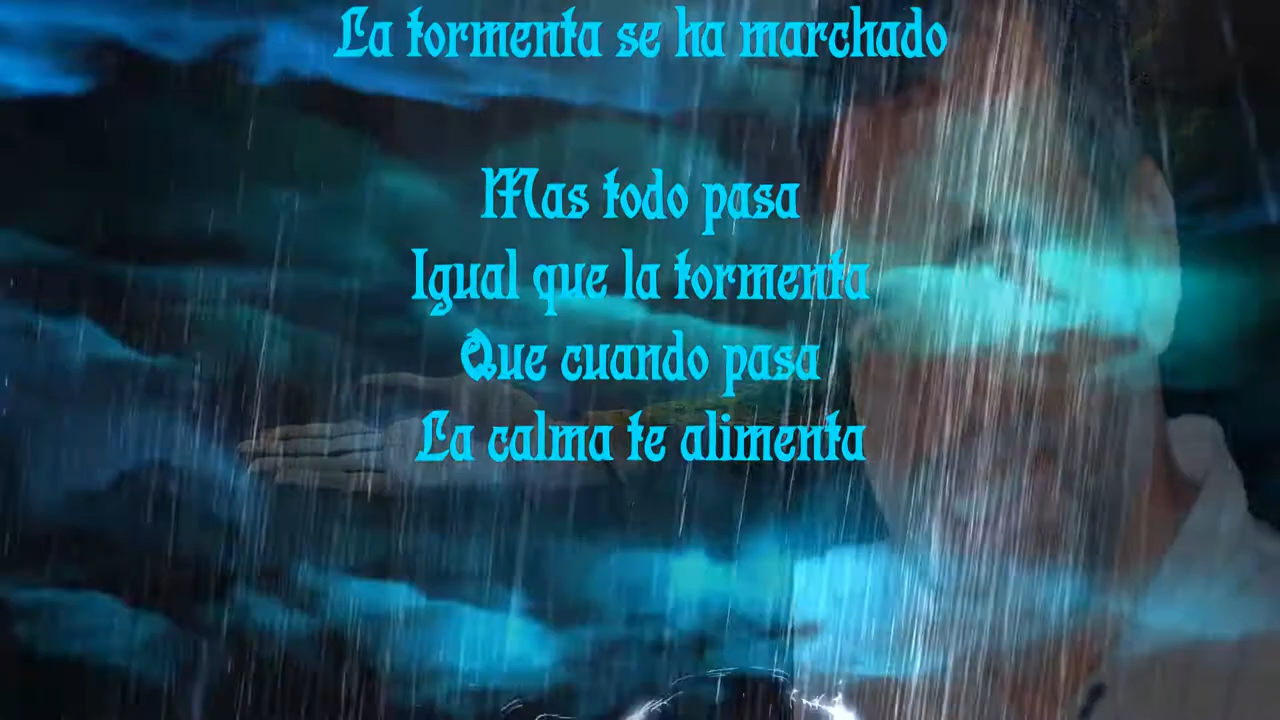 La tormenta se ha marchado
Mas todo pasa
Igual que la tormenta
Que cuando pasa
La calma te alimenta